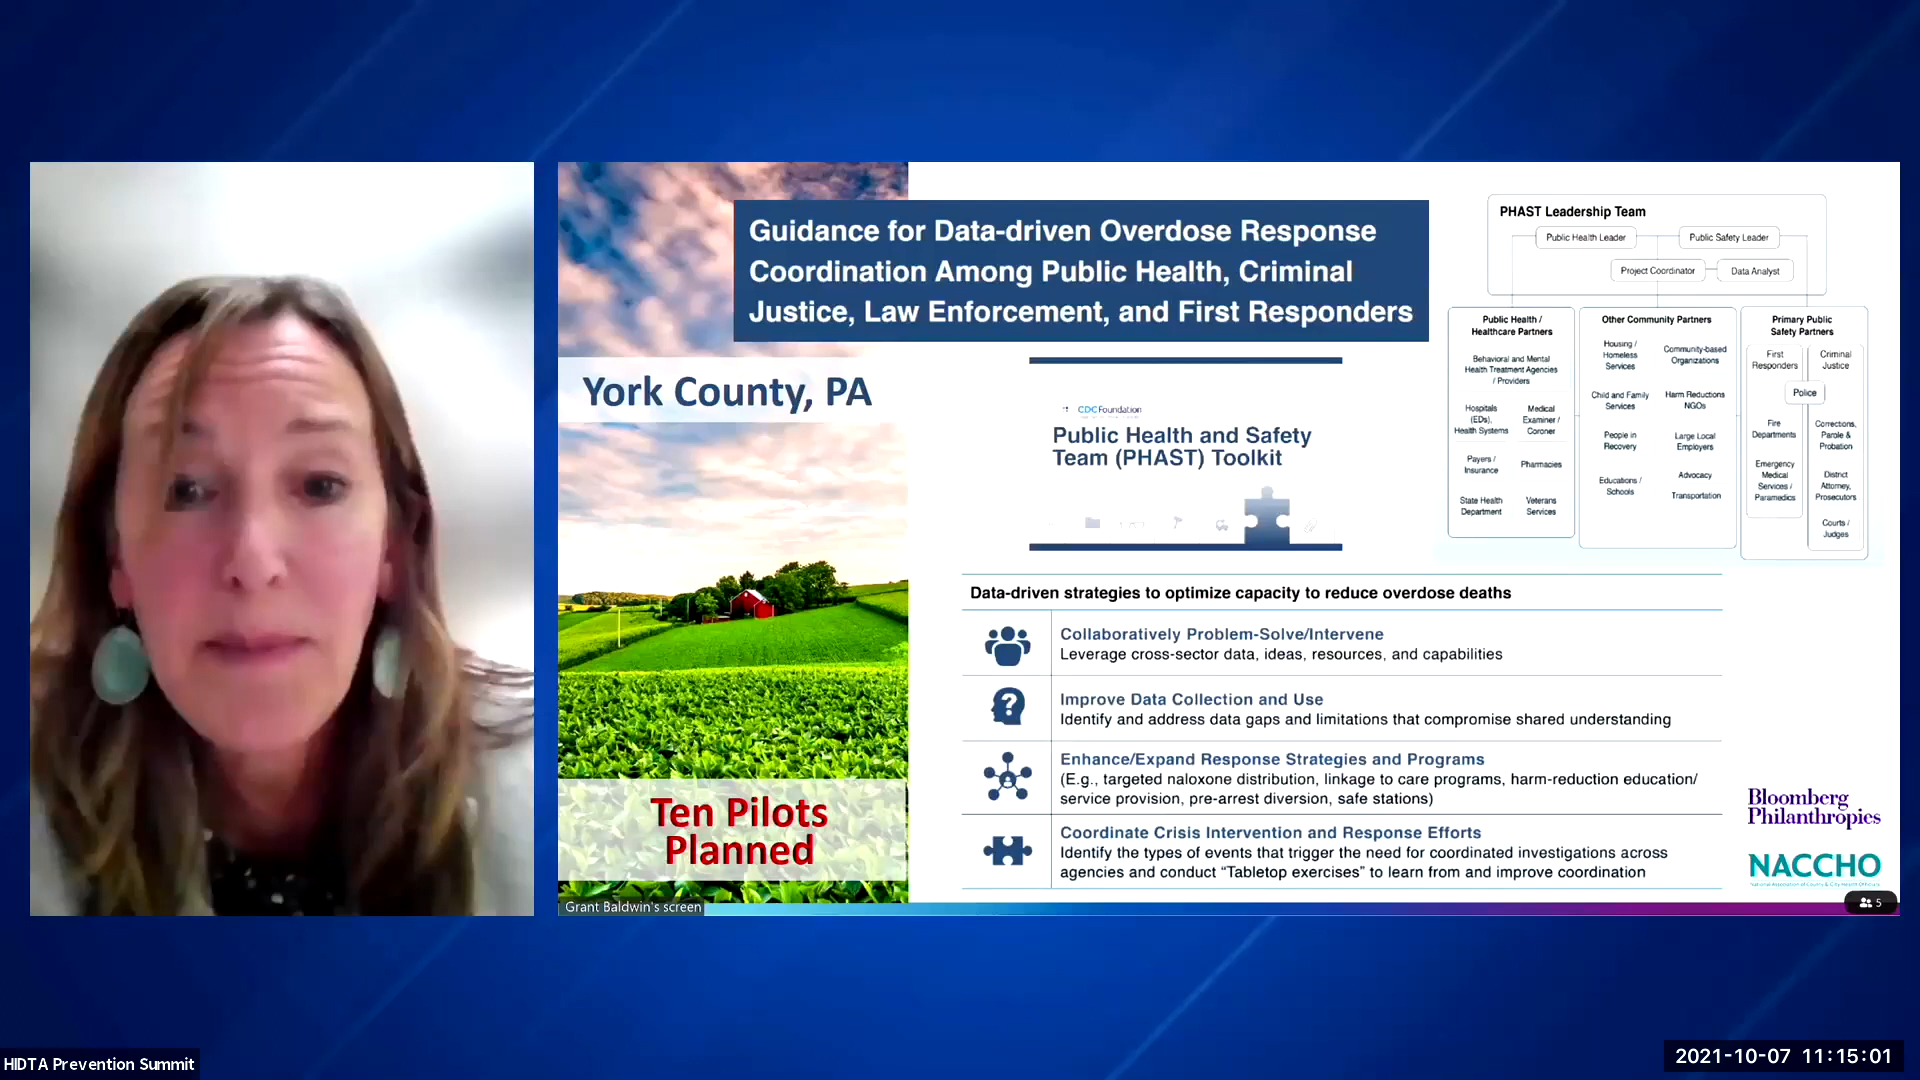 Guidance for Data-driven Overdose Response
Coordination Among Public Health, Criminal
Justice, Law Enforcement, and First Responders
York County, PA
Ten Pilots
Planned
CDC Foundation
Public Health and Safety
Team (PHAST) Toolkit
PHAST Leadership Team
Public Health Leader
Public Safety Leader
Project Coordinator
Data Analyst
Public Health /
Healthcare Partners
Behavioral and Mental
Health Treatment Agencies
/ Providers
Hospitals
(EDs),
Health Systems
Medical
Examiner /
Coroner
Payers /
Insurance
Pharmacies
State Health
Department
Veterans
Services
Other Community Partners
Housing /
Homeless
Services
Community-based
Organizations
Child and Family
Services
Harm Reductions
NGOs
People in
Recovery
Large Local
Employers
Educations /
Schools
Advocacy
Transportation
Primary Public
Safety Partners
First
Responders
Criminal
Justice
Police
Fire
Departments
Corrections,
Parole &
Probation
Emergency
Medical
Services /
Paramedics
District
Attorney,
Prosecutors
Courts /
Judges
Data-driven strategies to optimize capacity to reduce overdose deaths
Collaboratively Problem-Solve/Intervene
Leverage cross-sector data, ideas, resources, and capabilities
Improve Data Collection and Use
Identify and address data gaps and limitations that compromise shared understanding
Enhance/Expand Response Strategies and Programs
(E.g., targeted naloxone distribution, linkage to care programs, harm-reduction education/
service provision, pre-arrest diversion, safe stations)
Coordinate Crisis Intervention and Response Efforts
Identify the types of events that trigger the need for coordinated investigations across
agencies and conduct “Tabletop exercises” to learn from and improve coordination
Bloomberg
Philanthropies
NACCHO
National Association of County & City Health Officials
Grant Baldwin's screen
5
HIDTA Prevention Summit
2021-10-07 11:15:01